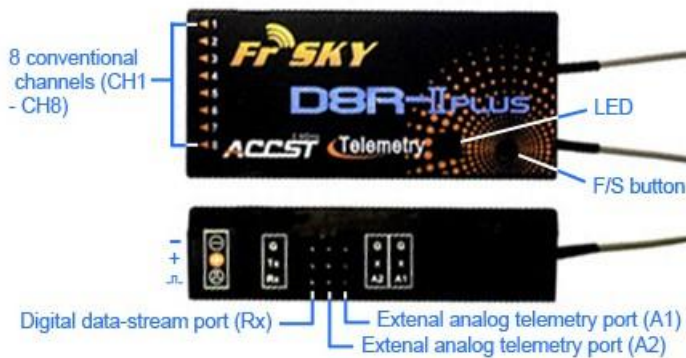 8 conventional
channels (CH1
- CH8)
1
2
3
4
5
6
7
8
FrSKY
D8R-II PLUS
ACCST Telemetry
LED
F/S button
-
+
G
Tx
Rx
G
x
A2
G
x
A1
Digital data-stream port (Rx)
Extenal analog telemetry port (A1)
Extenal analog telemetry port (A2)